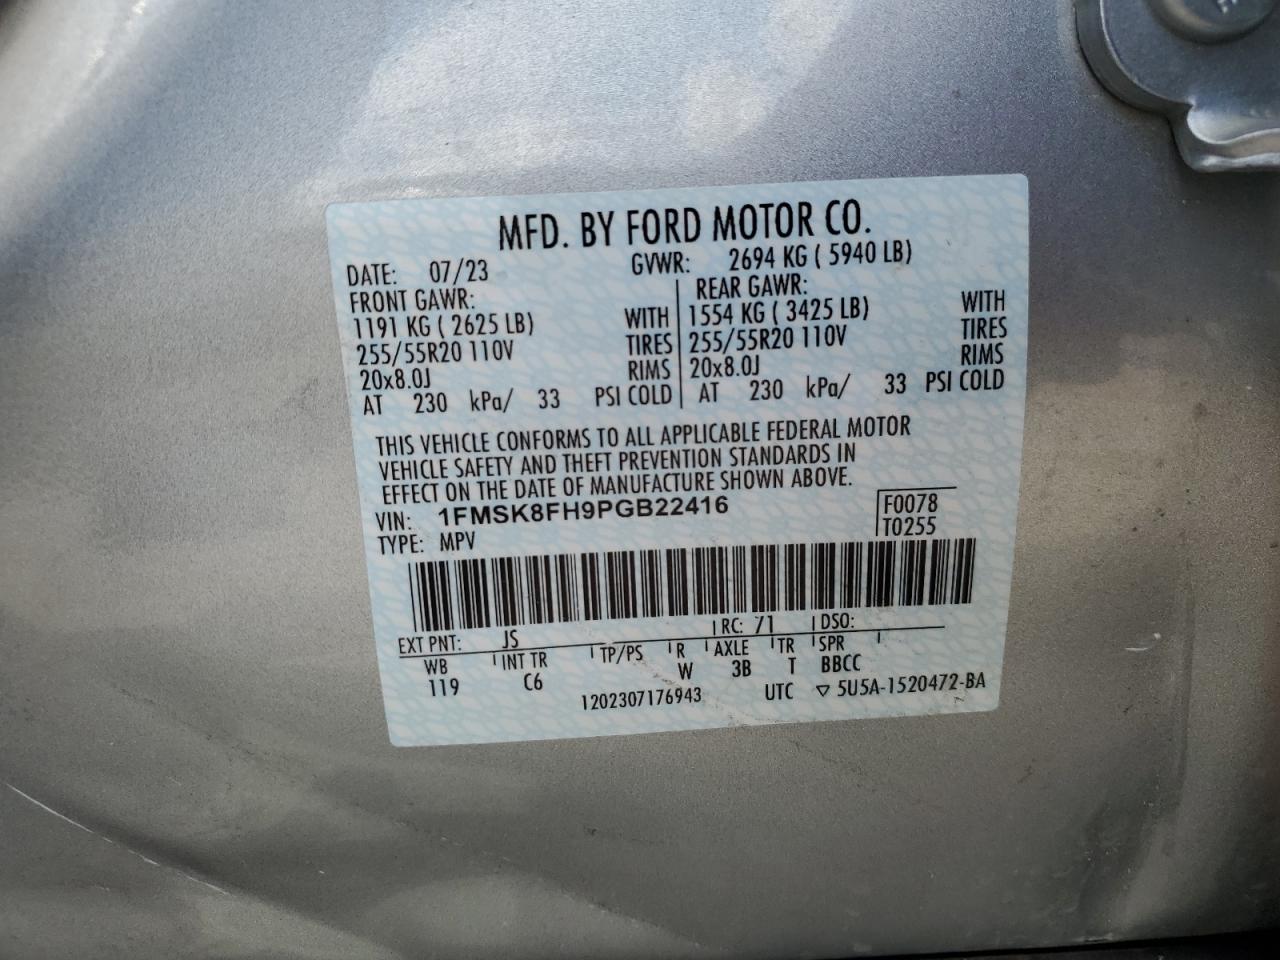 MFD. BY FORD MOTOR CO.
DATE: 07/23 GVWR: 2694 KG ( 5940 LB)
FRONT GAWR: REAR GAWR:
1191 KG ( 2625 LB) WITH 1554 KG ( 3425 LB) WITH
255/55R20 110V TIRES 255/55R20 110V TIRES
20x8.0J RIMS 20x8.0J RIMS
AT 230 kPa/ 33 PSI COLD AT 230 kPa/ 33 PSI COLD
THIS VEHICLE CONFORMS TO ALL APPLICABLE FEDERAL MOTOR
VEHICLE SAFETY AND THEFT PREVENTION STANDARDS IN
EFFECT ON THE DATE OF MANUFACTURE SHOWN ABOVE.
VIN: 1FMSK8FH9PGB22416 F0078
TYPE: MPV T0255
EXT PNT: JS RC: 71 DSO:
WB INT TR TP/PS R AXLE TR SPR
119 C6 W 3B T BBCC
1202307176943 UTC ▽ 5U5A-1520472-BA